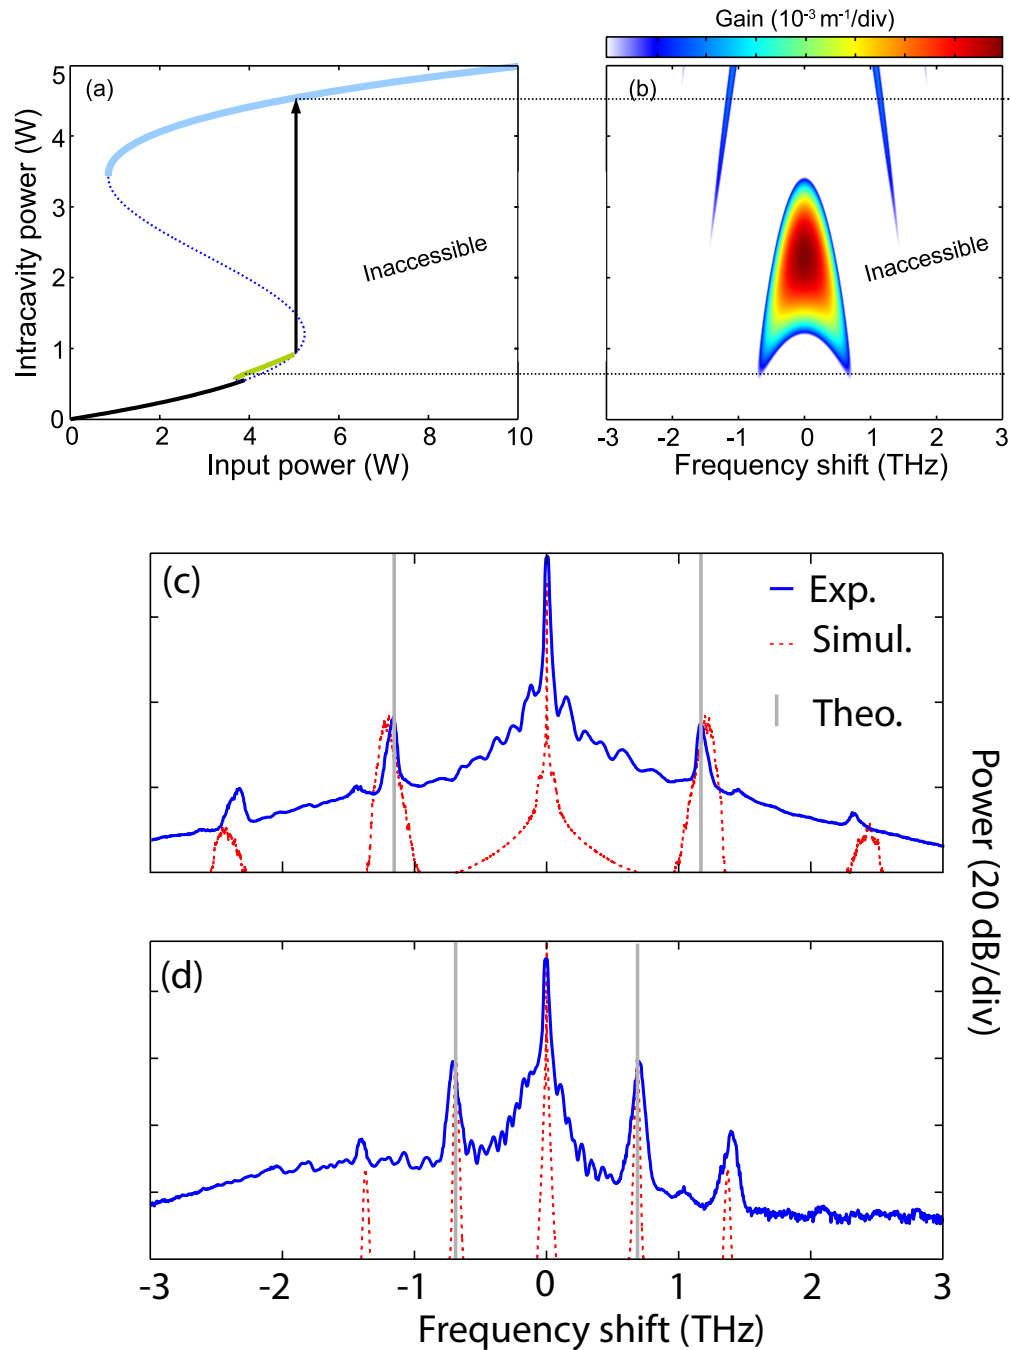 Gain (10⁻³ m⁻¹/div)
(a)
(b)
5
4
3
2
1
0
Intracavity power (W)
Inaccessible
Inaccessible
0
2
4
6
8
10
Input power (W)
-3
-2
-1
0
1
2
3
Frequency shift (THz)
(c)
Exp.
Simul.
Theo.
(d)
Power (20 dB/div)
-3
-2
-1
0
1
2
3
Frequency shift (THz)